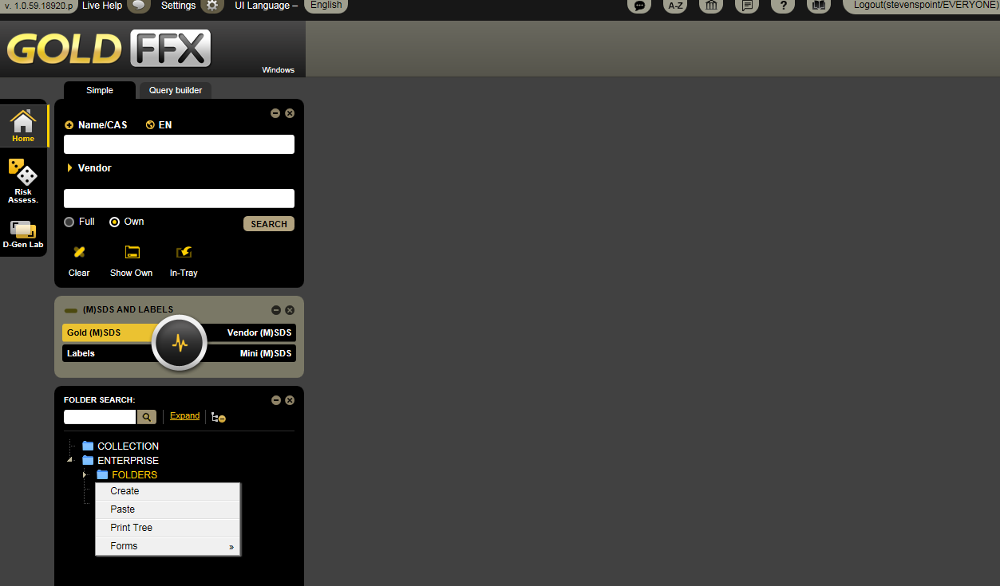 v. 1.0.59.18920.p Live Help Settings UI Language – English A-Z ? Logout(stevenspoint/EVERYONE)
GOLD FFX
Windows
Simple Query builder
Name/CAS EN
Home
Vendor
Risk
Assess.
Full Own SEARCH
D-Gen Lab
Clear Show Own In-Tray
(M)SDS AND LABELS
Gold (M)SDS Vendor (M)SDS
Labels Mini (M)SDS
FOLDER SEARCH:
Expand
COLLECTION
ENTERPRISE
FOLDERS
Create
Paste
Print Tree
Forms »